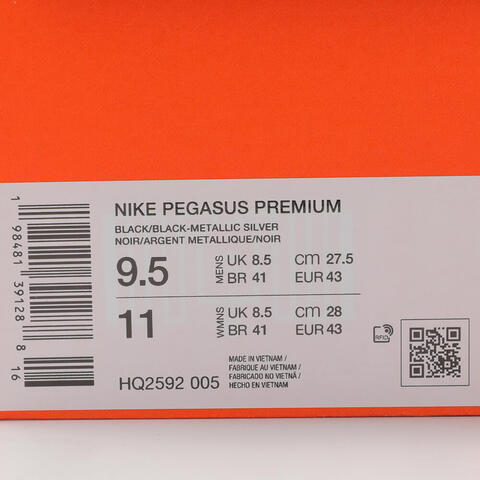 NIKE PEGASUS PREMIUM
BLACK/BLACK-METALLIC SILVER
NOIR/ARGENT METALLIQUE/NOIR
9.5 MENS UK 8.5 CM 27.5
BR 41 EUR 43
11 WMNS UK 8.5 CM 28
BR 41 EUR 43
HQ2592 005
MADE IN VIETNAM /
FABRIQUE AU VIETNAM /
FABRICADO NO VIETNÃ /
HECHO EN VIETNAM
RFID
1 98481 39128 8 16